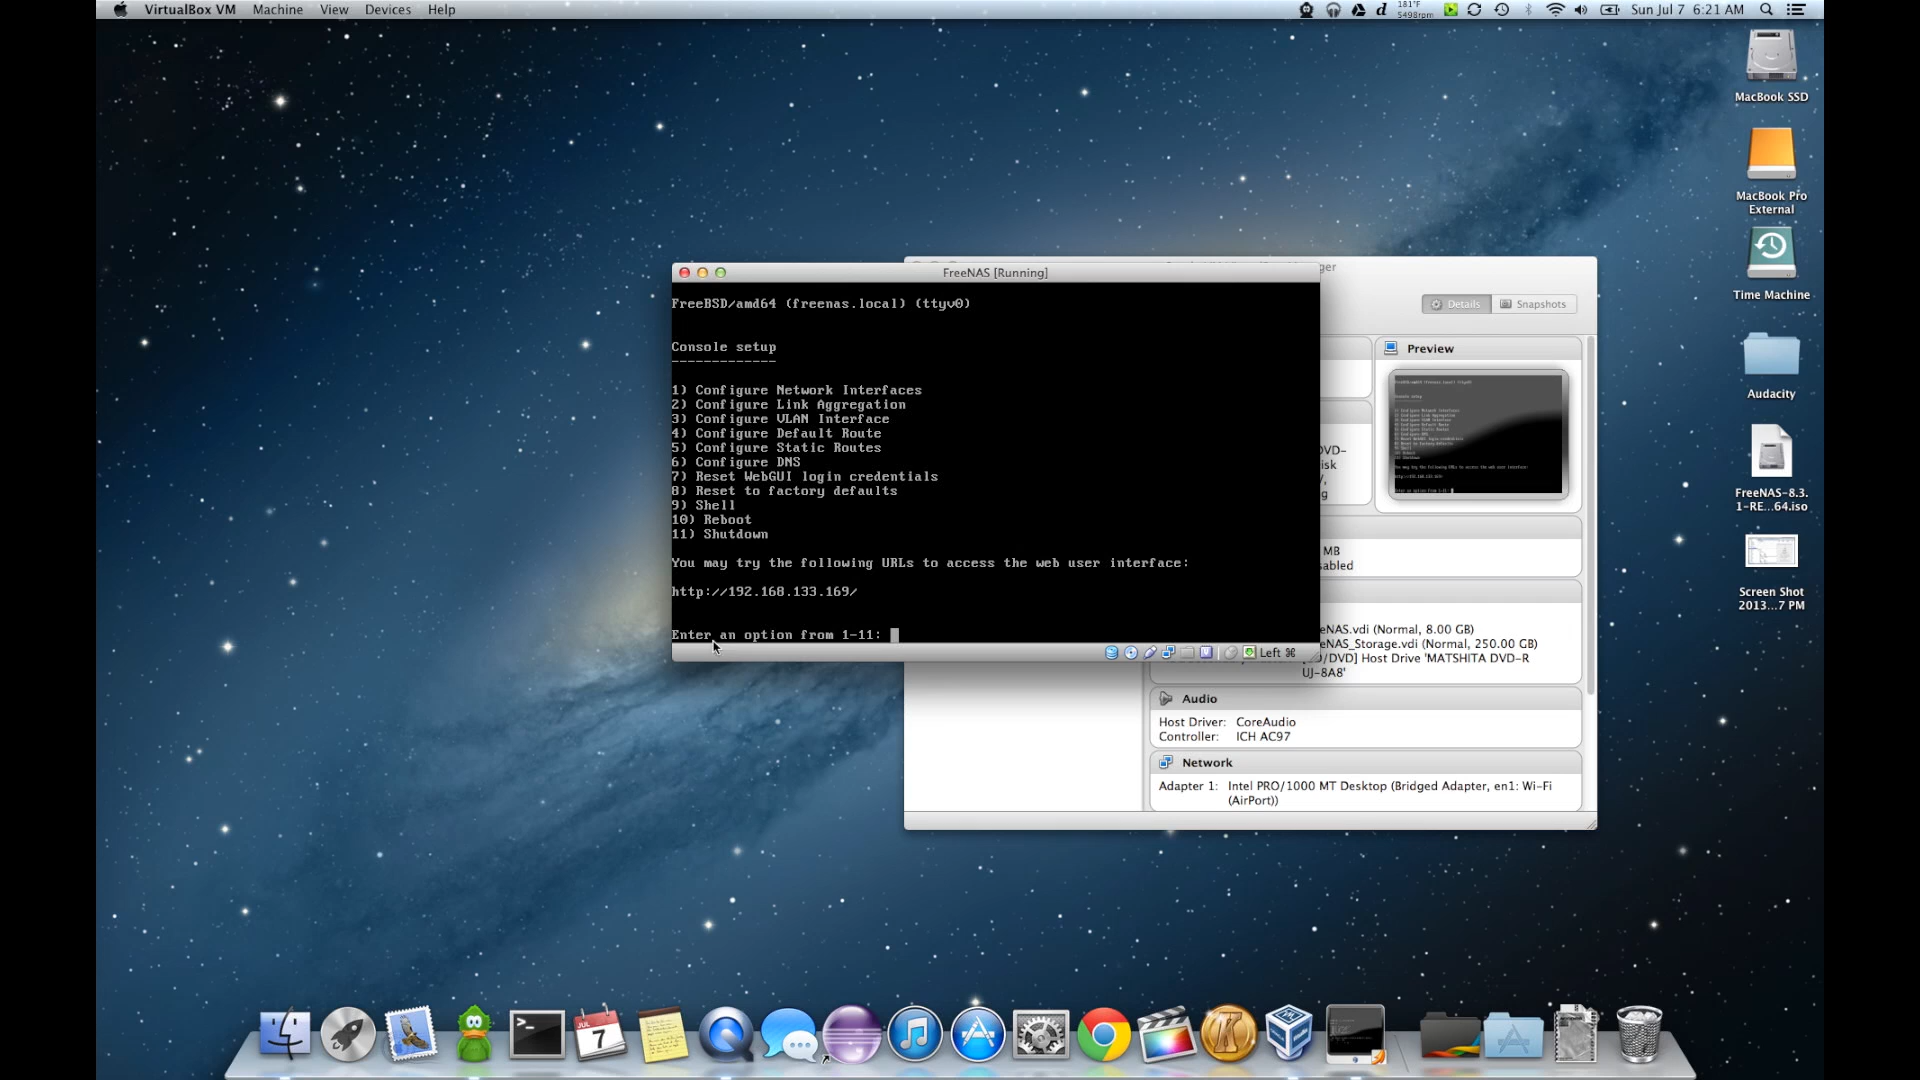 VirtualBox VM Machine View Devices Help
181°F
5498rpm
Sun Jul 7 6:21 AM
MacBook SSD
MacBook Pro
External
Time Machine
Audacity
FreeNAS-8.3.
1-RE...64.iso
Screen Shot
2013...7 PM
FreeNAS [Running]
FreeBSD/amd64 (freenas.local) (ttyv0)
Console setup
-------------
1) Configure Network Interfaces
2) Configure Link Aggregation
3) Configure VLAN Interface
4) Configure Default Route
5) Configure Static Routes
6) Configure DNS
7) Reset WebGUI login credentials
8) Reset to factory defaults
9) Shell
10) Reboot
11) Shutdown
You may try the following URLs to access the web user interface:
http://192.168.133.169/
Enter an option from 1-11:
Left ⌘
ger
Details Snapshots
Preview
DVD-
isk
/,
g
MB
abled
eNAS.vdi (Normal, 8.00 GB)
eNAS_Storage.vdi (Normal, 250.00 GB)
D/DVD] Host Drive 'MATSHITA DVD-R
UJ-8A8'
Audio
Host Driver: CoreAudio
Controller: ICH AC97
Network
Adapter 1: Intel PRO/1000 MT Desktop (Bridged Adapter, en1: Wi-Fi
(AirPort))
JUL
7